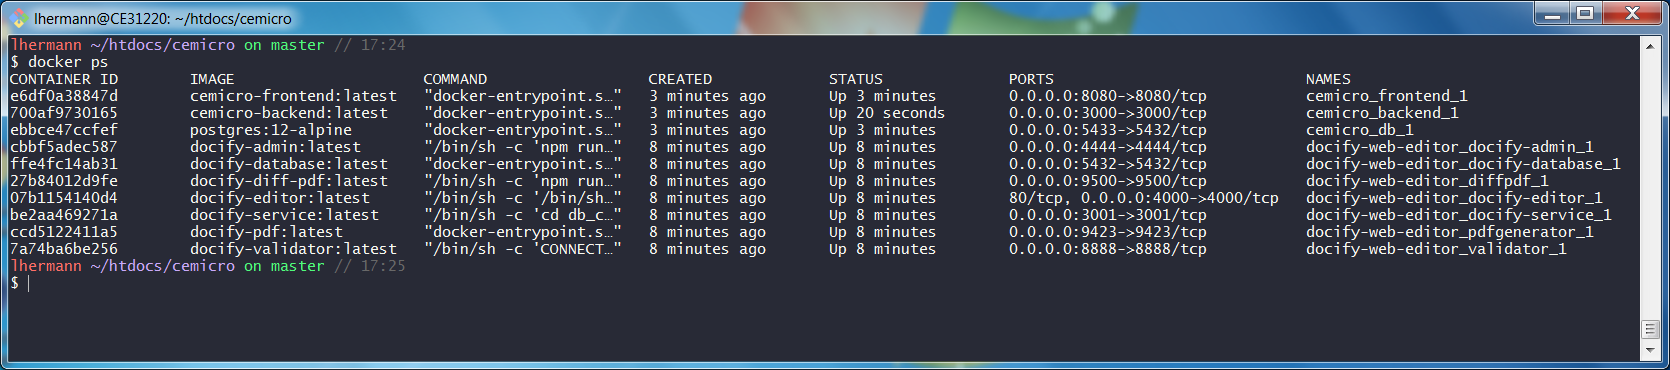 lhermann@CE31220: ~/htdocs/cemicro
lhermann ~/htdocs/cemicro on master // 17:24
$ docker ps
CONTAINER ID IMAGE COMMAND CREATED STATUS PORTS NAMES
e6df0a38847d cemicro-frontend:latest "docker-entrypoint.s…" 3 minutes ago Up 3 minutes 0.0.0.0:8080->8080/tcp cemicro_frontend_1
700af9730165 cemicro-backend:latest "docker-entrypoint.s…" 3 minutes ago Up 20 seconds 0.0.0.0:3000->3000/tcp cemicro_backend_1
ebbce47ccfef postgres:12-alpine "docker-entrypoint.s…" 3 minutes ago Up 3 minutes 0.0.0.0:5433->5432/tcp cemicro_db_1
cbbf5adec587 docify-admin:latest "/bin/sh -c 'npm run…" 8 minutes ago Up 8 minutes 0.0.0.0:4444->4444/tcp docify-web-editor_docify-admin_1
ffe4fc14ab31 docify-database:latest "docker-entrypoint.s…" 8 minutes ago Up 8 minutes 0.0.0.0:5432->5432/tcp docify-web-editor_docify-database_1
27b84012d9fe docify-diff-pdf:latest "/bin/sh -c 'npm run…" 8 minutes ago Up 8 minutes 0.0.0.0:9500->9500/tcp docify-web-editor_diffpdf_1
07b1154140d4 docify-editor:latest "/bin/sh -c '/bin/sh…" 8 minutes ago Up 8 minutes 80/tcp, 0.0.0.0:4000->4000/tcp docify-web-editor_docify-editor_1
be2aa469271a docify-service:latest "/bin/sh -c 'cd db_c…" 8 minutes ago Up 8 minutes 0.0.0.0:3001->3001/tcp docify-web-editor_docify-service_1
ccd5122411a5 docify-pdf:latest "docker-entrypoint.s…" 8 minutes ago Up 8 minutes 0.0.0.0:9423->9423/tcp docify-web-editor_pdfgenerator_1
7a74ba6be256 docify-validator:latest "/bin/sh -c 'CONNECT…" 8 minutes ago Up 8 minutes 0.0.0.0:8888->8888/tcp docify-web-editor_validator_1
lhermann ~/htdocs/cemicro on master // 17:25
$